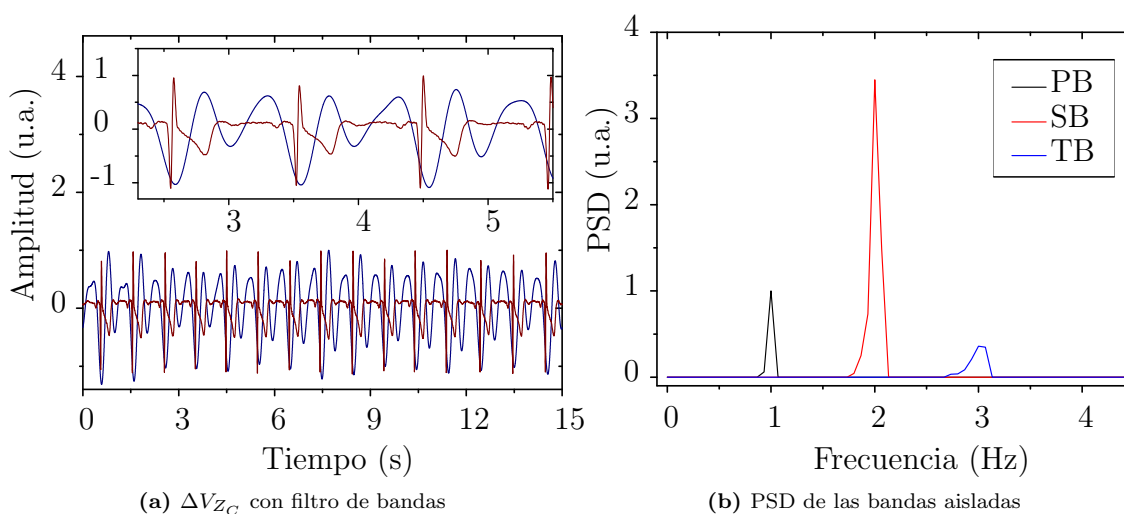 Amplitud (u.a.)
4
2
0
1
0
-1
3
4
5
0
3
6
9
12
15
Tiempo (s)
(a) ΔV_{Z_C} con filtro de bandas
PSD (u.a.)
4
3
2
1
0
PB
SB
TB
0
1
2
3
4
Frecuencia (Hz)
(b) PSD de las bandas aisladas